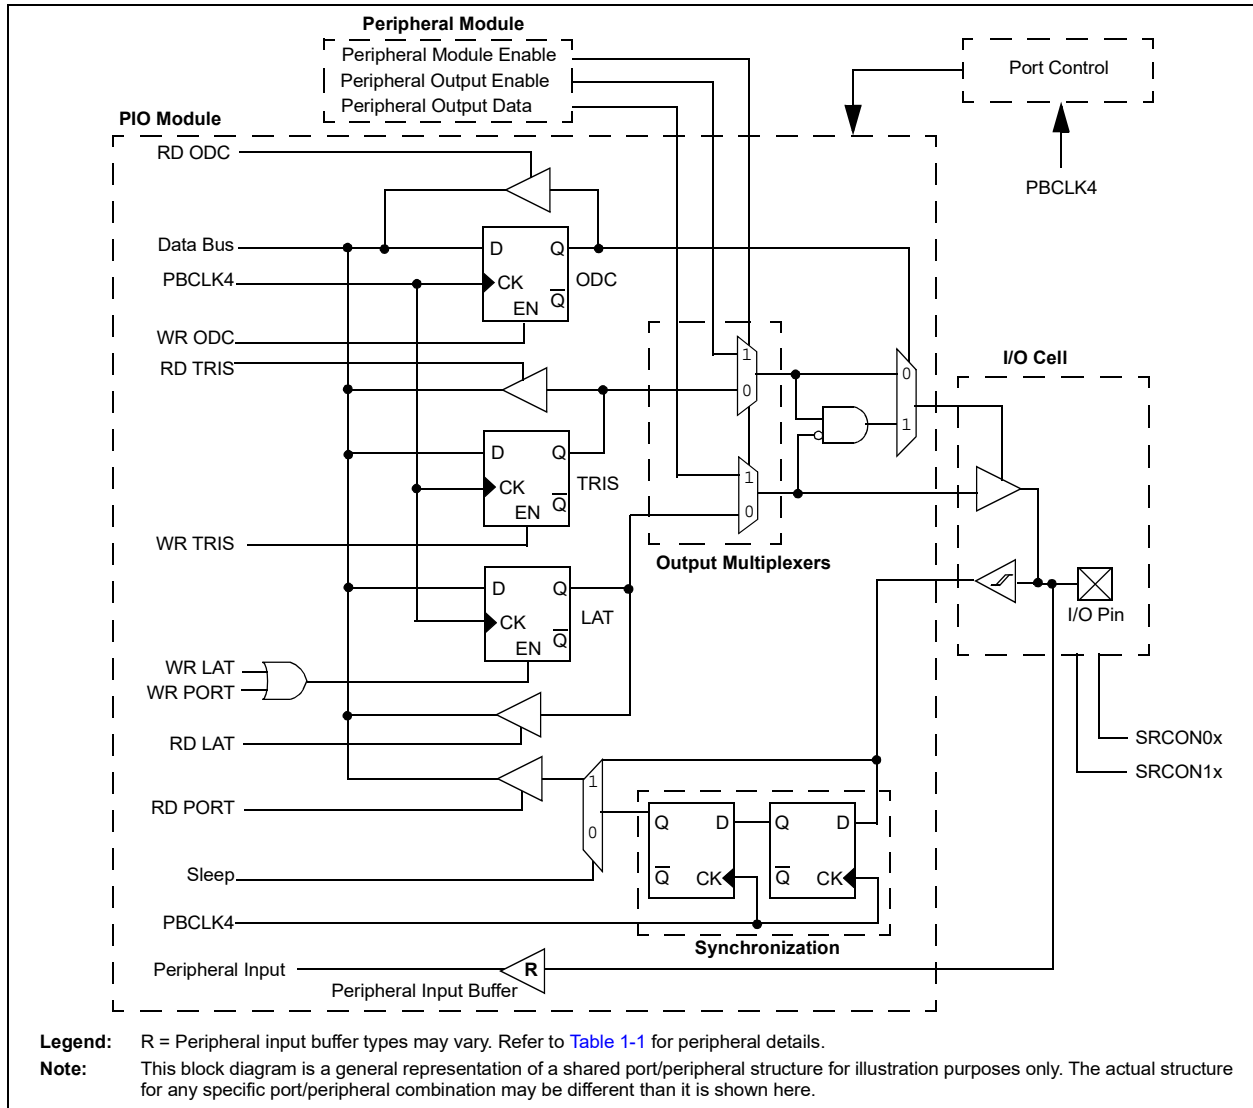 Peripheral Module
Peripheral Module Enable
Peripheral Output Enable
Peripheral Output Data
Port Control
PBCLK4
PIO Module
RD ODC
Data Bus
D Q
PBCLK4
CK
ODC
Q
EN
WR ODC
RD TRIS
1
0
0
1
I/O Cell
D Q
CK
TRIS
Q
EN
1
0
WR TRIS
Output Multiplexers
D Q
CK
LAT
Q
EN
I/O Pin
WR LAT
WR PORT
RD LAT
SRCON0x
SRCON1x
RD PORT
1
0
Q D
Q CK
Q D
Q CK
Sleep
PBCLK4
Synchronization
Peripheral Input
R
Peripheral Input Buffer
Legend: R = Peripheral input buffer types may vary. Refer to Table 1-1 for peripheral details.
Note: This block diagram is a general representation of a shared port/peripheral structure for illustration purposes only. The actual structure
for any specific port/peripheral combination may be different than it is shown here.